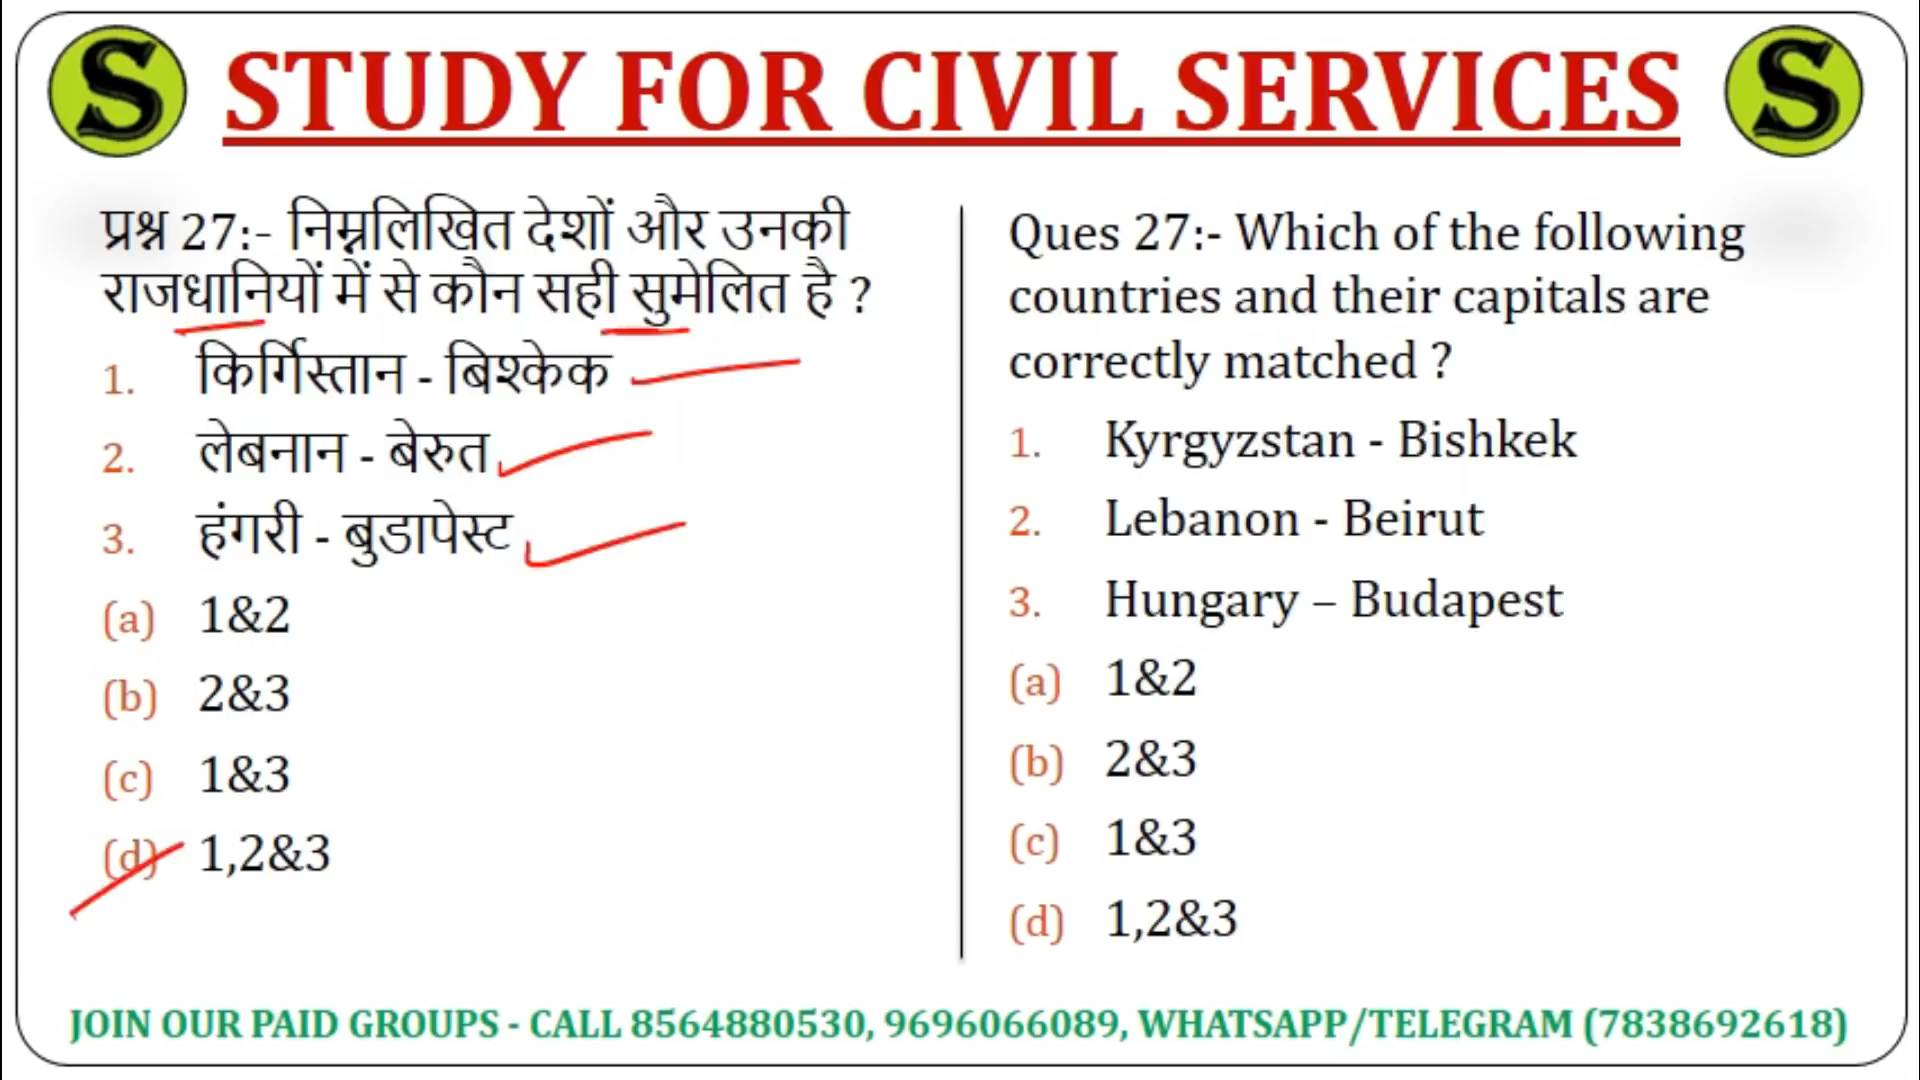 S STUDY FOR CIVIL SERVICES S
प्रश्न 27:- निम्नलिखित देशों और उनकी
राजधानियों में से कौन सही सुमेलित है ?
1. किर्गिस्तान - बिश्केक
2. लेबनान - बेरुत
3. हंगरी - बुडापेस्ट
(a) 1&2
(b) 2&3
(c) 1&3
(d) 1,2&3
Ques 27:- Which of the following
countries and their capitals are
correctly matched ?
1. Kyrgyzstan - Bishkek
2. Lebanon - Beirut
3. Hungary – Budapest
(a) 1&2
(b) 2&3
(c) 1&3
(d) 1,2&3
JOIN OUR PAID GROUPS - CALL 8564880530, 9696066089, WHATSAPP/TELEGRAM (7838692618)